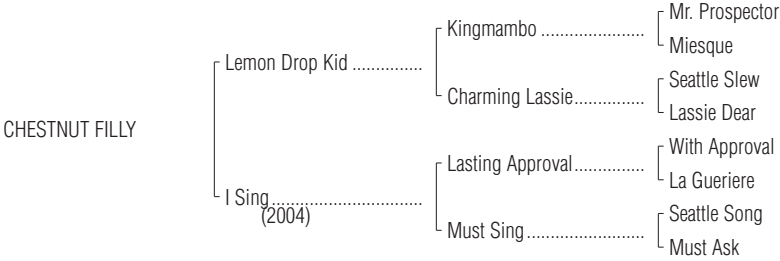 CHESTNUT FILLY
Lemon Drop Kid ...............
Kingmambo ......................
Mr. Prospector
Miesque
Charming Lassie...............
Seattle Slew
Lassie Dear
I Sing................................
(2004)
Lasting Approval...............
With Approval
La Gueriere
Must Sing.........................
Seattle Song
Must Ask